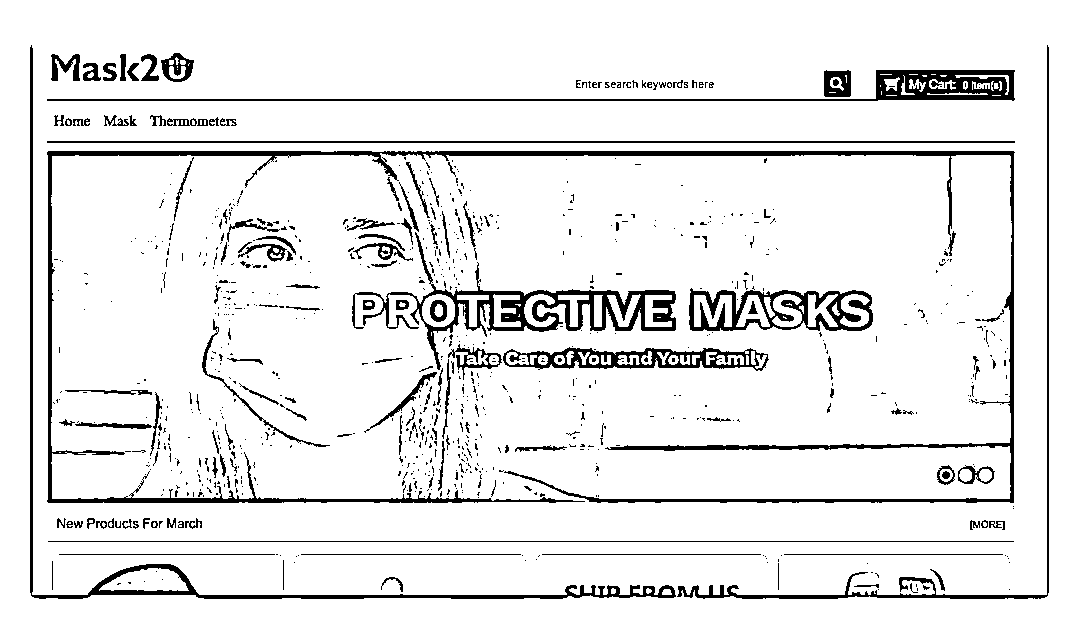 Mask2U
Enter search keywords here
My Cart: 0 item(s)
Home Mask Thermometers
PROTECTIVE MASKS
Take Care of You and Your Family
New Products For March
[MORE]
SHIP FROM US